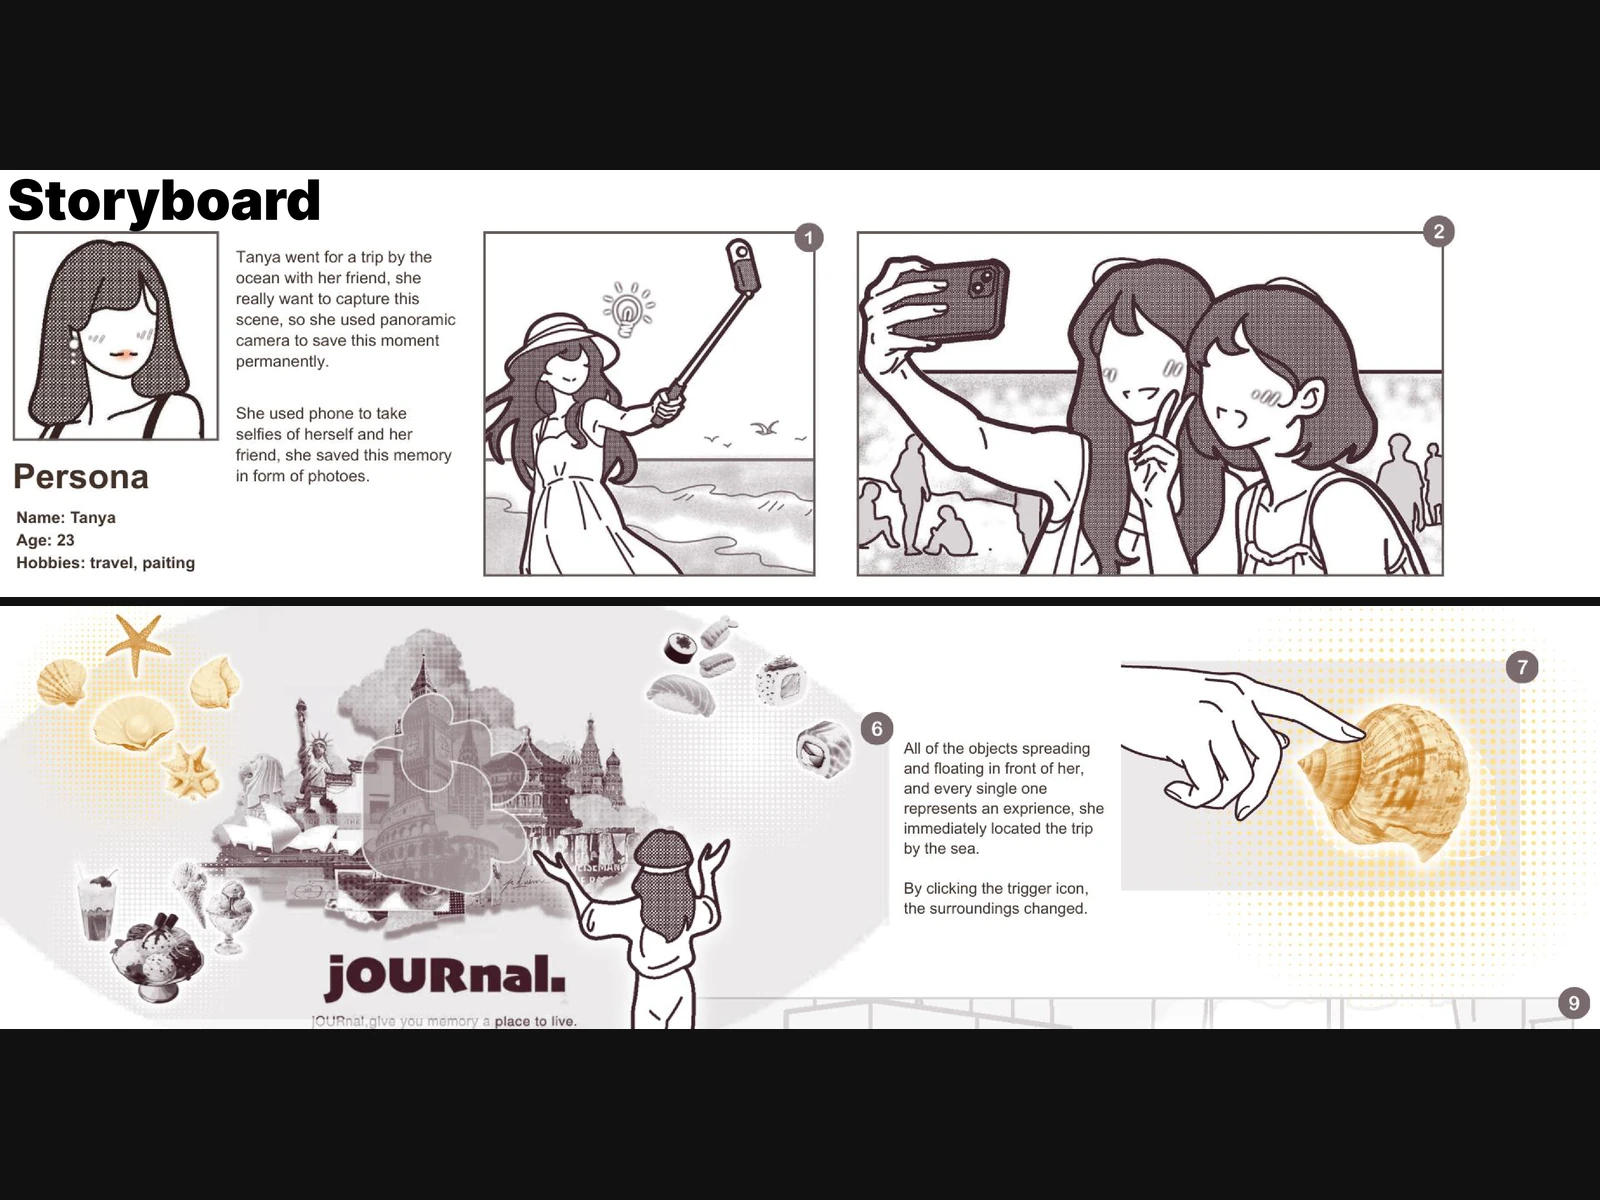 Storyboard
Tanya went for a trip by the
ocean with her friend, she
really want to capture this
scene, so she used panoramic
camera to save this moment
permanently.
She used phone to take
selfies of herself and her
friend, she saved this memory
in form of photoes.
Persona
Name: Tanya
Age: 23
Hobbies: travel, paiting
1
2
6
All of the objects spreading
and floating in front of her,
and every single one
represents an exprience, she
immediately located the trip
by the sea.
By clicking the trigger icon,
the surroundings changed.
7
jOURnal.
jOURnal,give you memory a place to live.
9